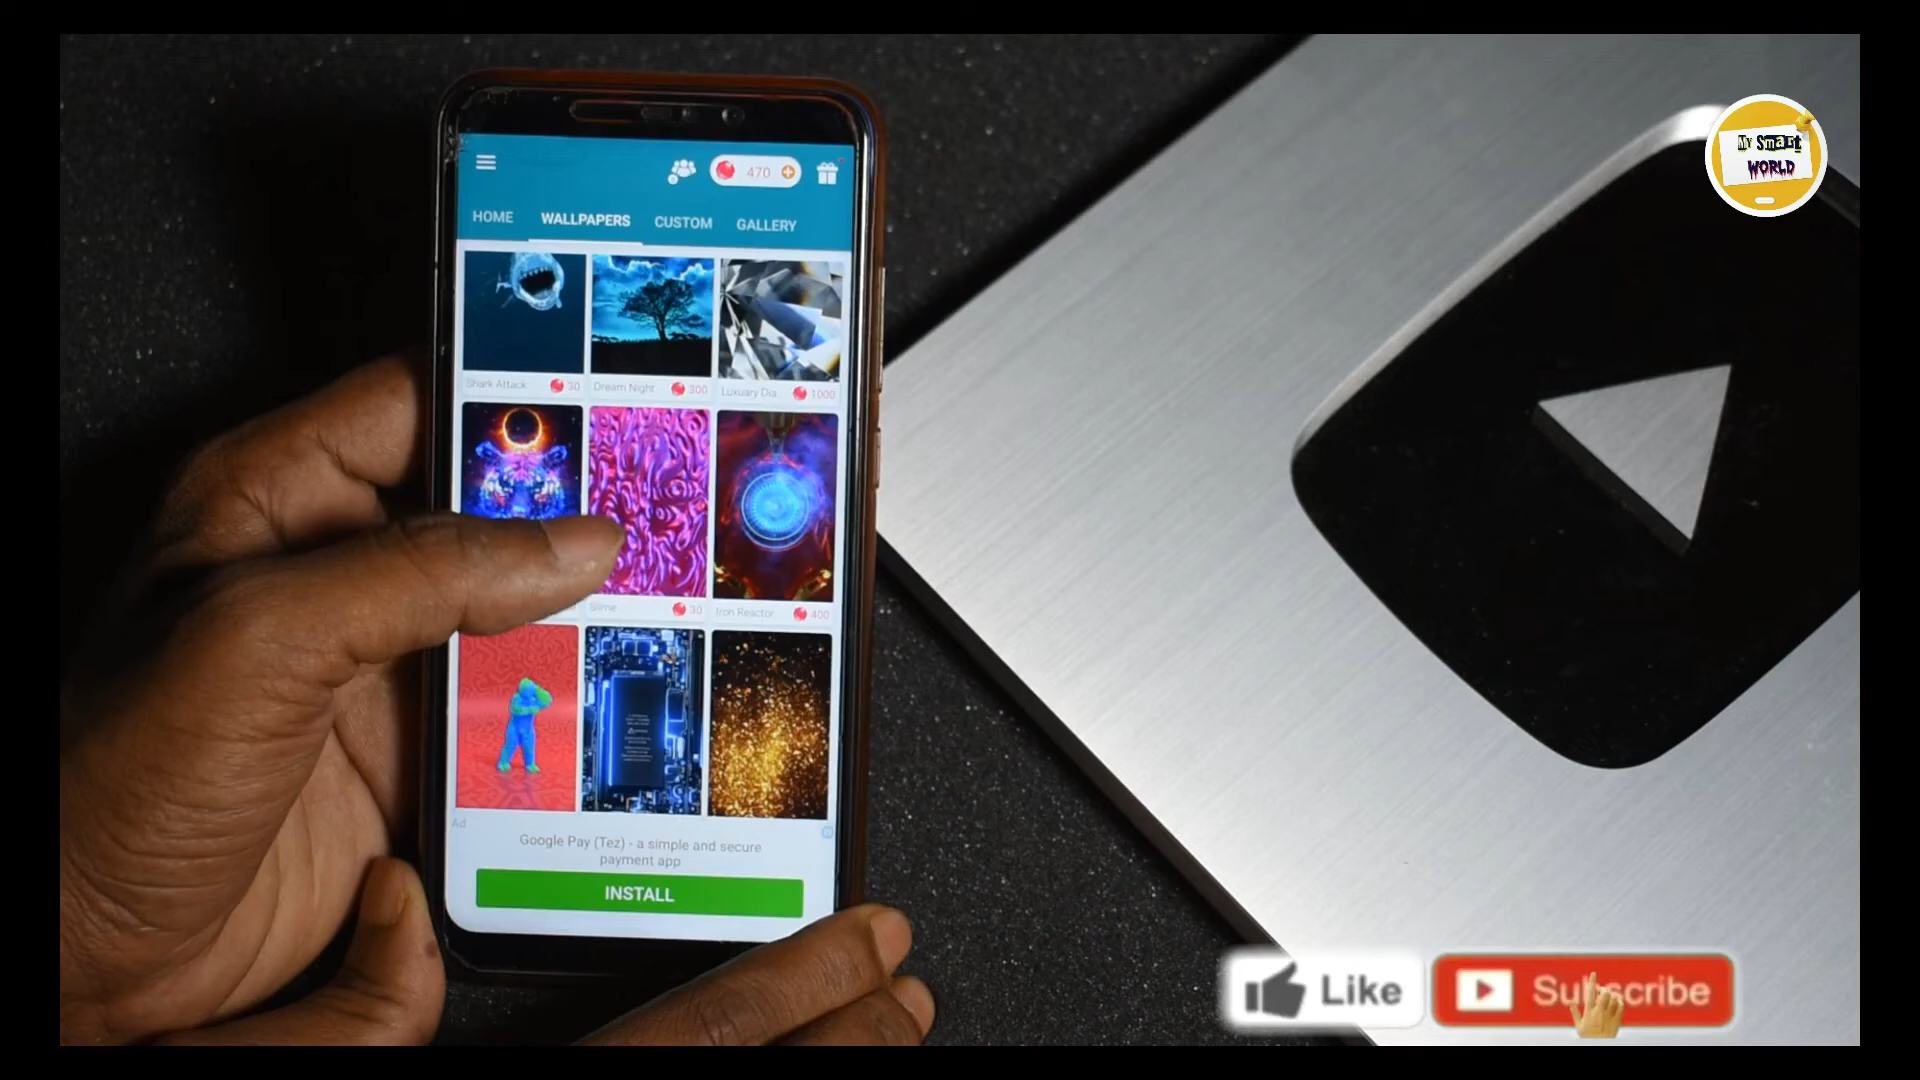 My Smart
WORLD
470
HOME WALLPAPERS CUSTOM GALLERY
Shark Attack 30 Dream Night 300 Luxuary Dia... 1000
Slime 30 Iron Reactor 400
Ad
Google Pay (Tez) - a simple and secure
payment app
INSTALL
Like Subscribe